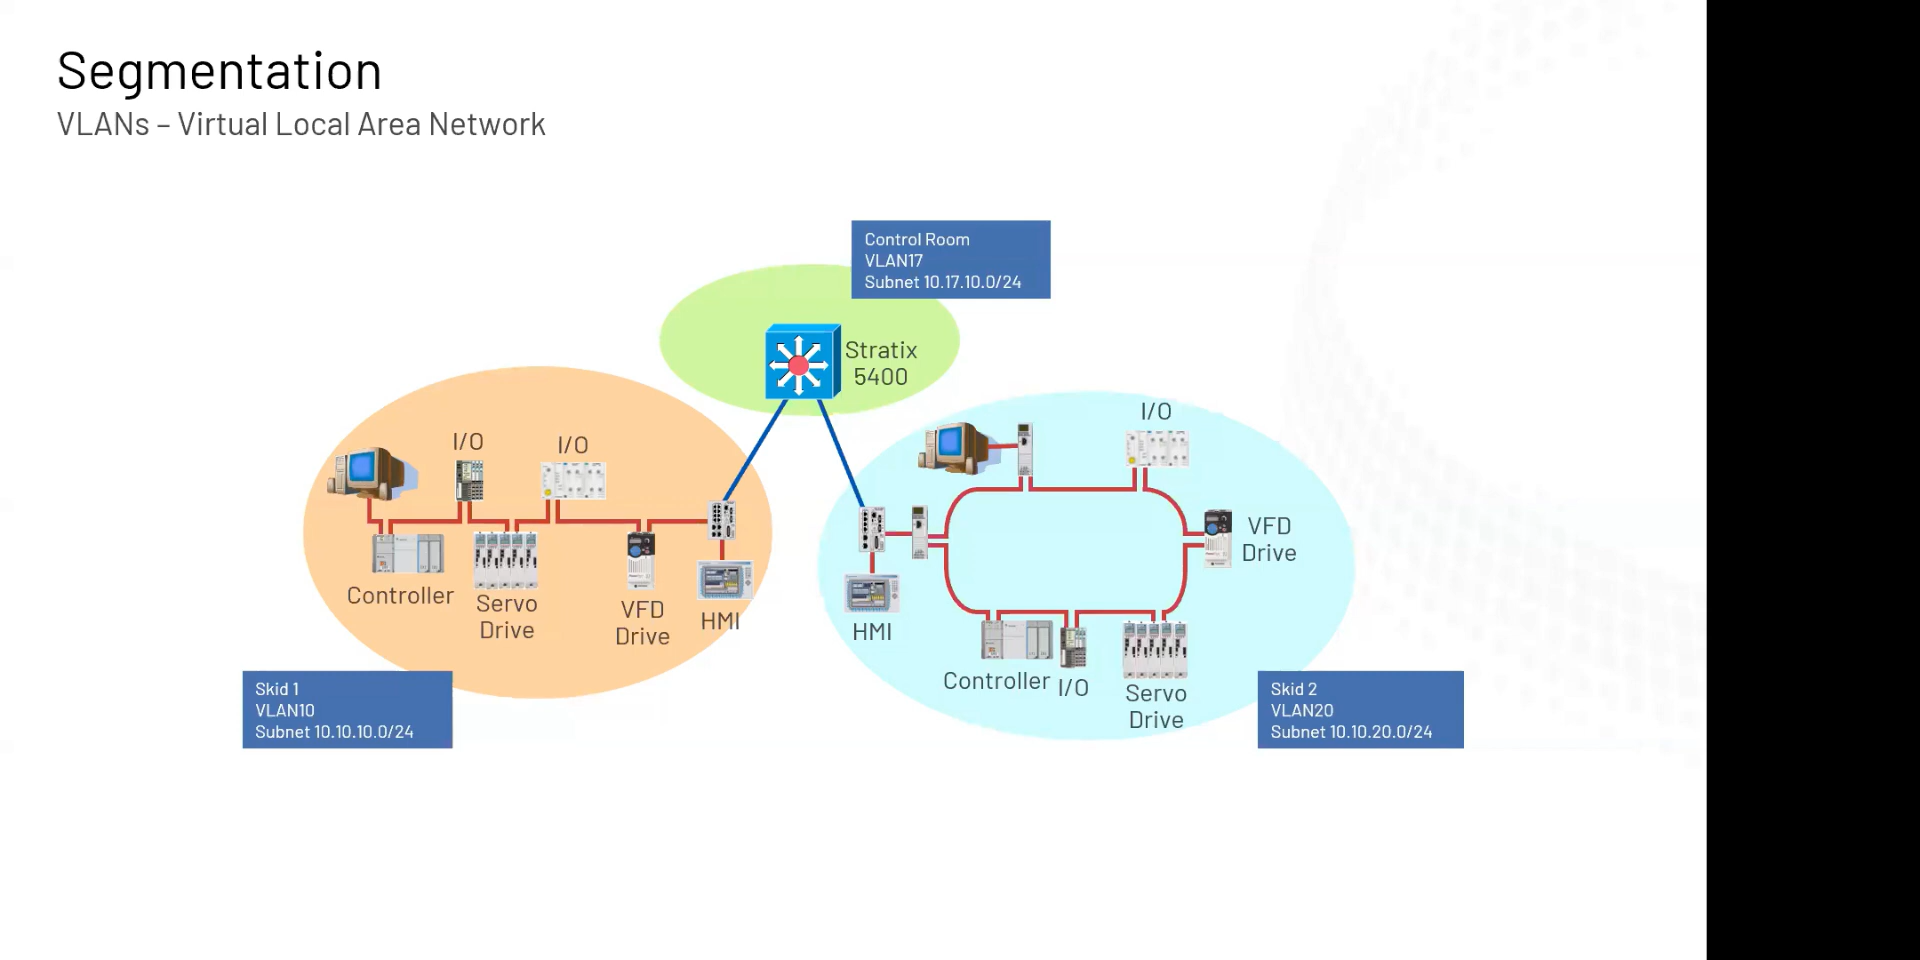 Segmentation
VLANs – Virtual Local Area Network
Control Room
VLAN17
Subnet 10.17.10.0/24
Stratix
5400
I/O
I/O
Controller
Servo
Drive
VFD
Drive
HMI
I/O
VFD
Drive
HMI
Controller
I/O
Servo
Drive
Skid 1
VLAN10
Subnet 10.10.10.0/24
Skid 2
VLAN20
Subnet 10.10.20.0/24